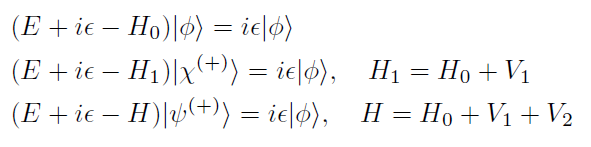 (E + iϵ − H₀)|ϕ⟩ = iϵ|ϕ⟩
(E + iϵ − H₁)|χ⁽⁺⁾⟩ = iϵ|ϕ⟩, H₁ = H₀ + V₁
(E + iϵ − H)|ψ⁽⁺⁾⟩ = iϵ|ϕ⟩, H = H₀ + V₁ + V₂